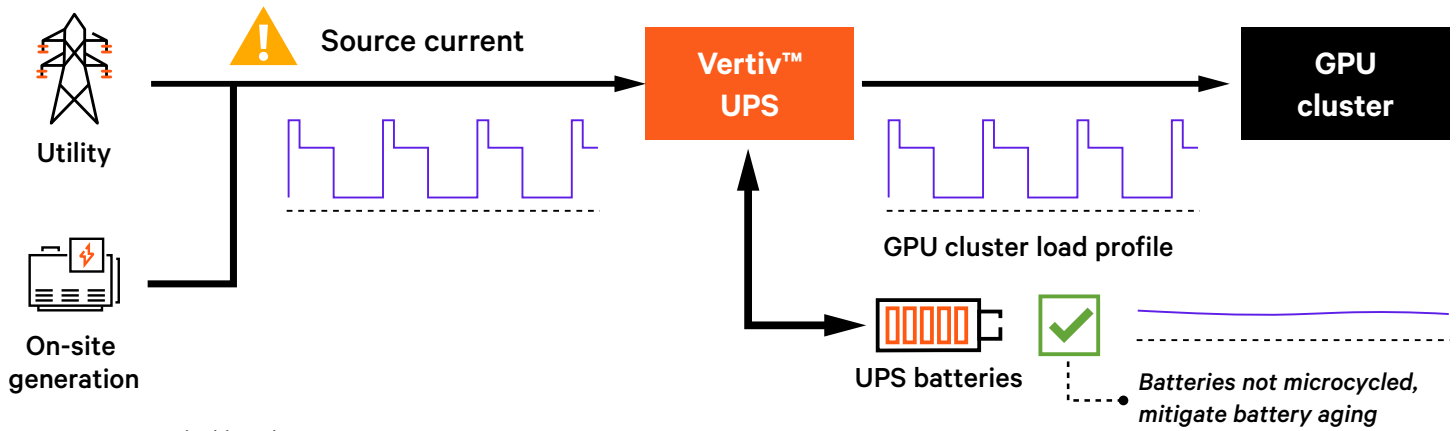 Source current
Vertiv™
UPS
GPU
cluster
Utility
GPU cluster load profile
On-site
generation
UPS batteries
Batteries not microcycled,
mitigate battery aging